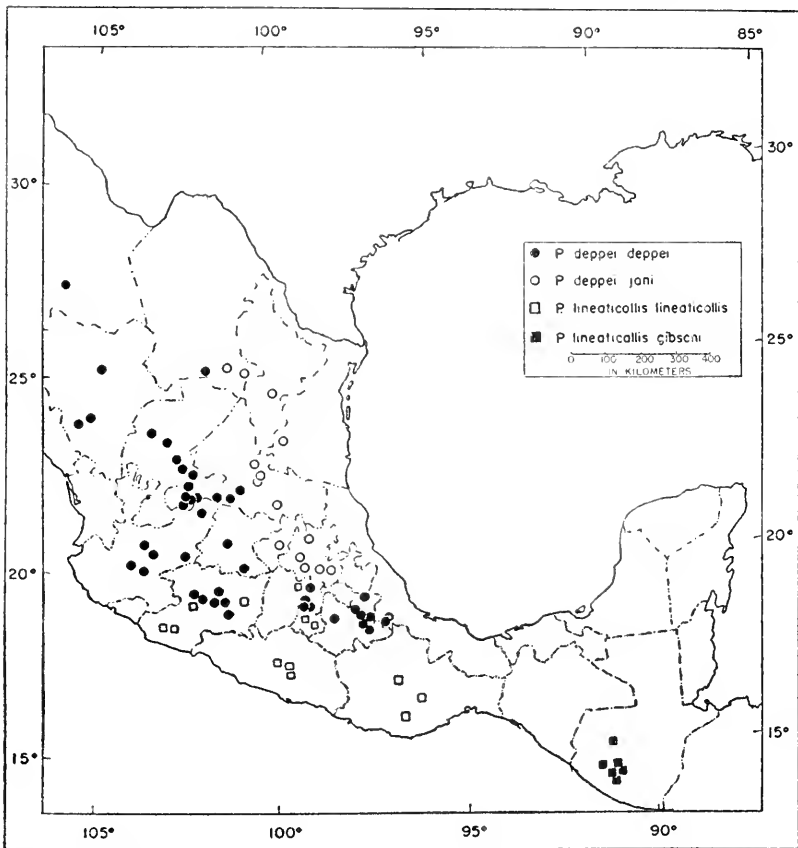 105° 100° 95° 90° 85°
30° 30°
● P. deppei deppei
○ P. deppei jani
□ P. lineaticollis lineaticollis
■ P. lineaticollis gibsoni
0 100 200 300 400
IN KILOMETERS
25° 25°
20° 20°
15° 15°
105° 100° 95° 90°